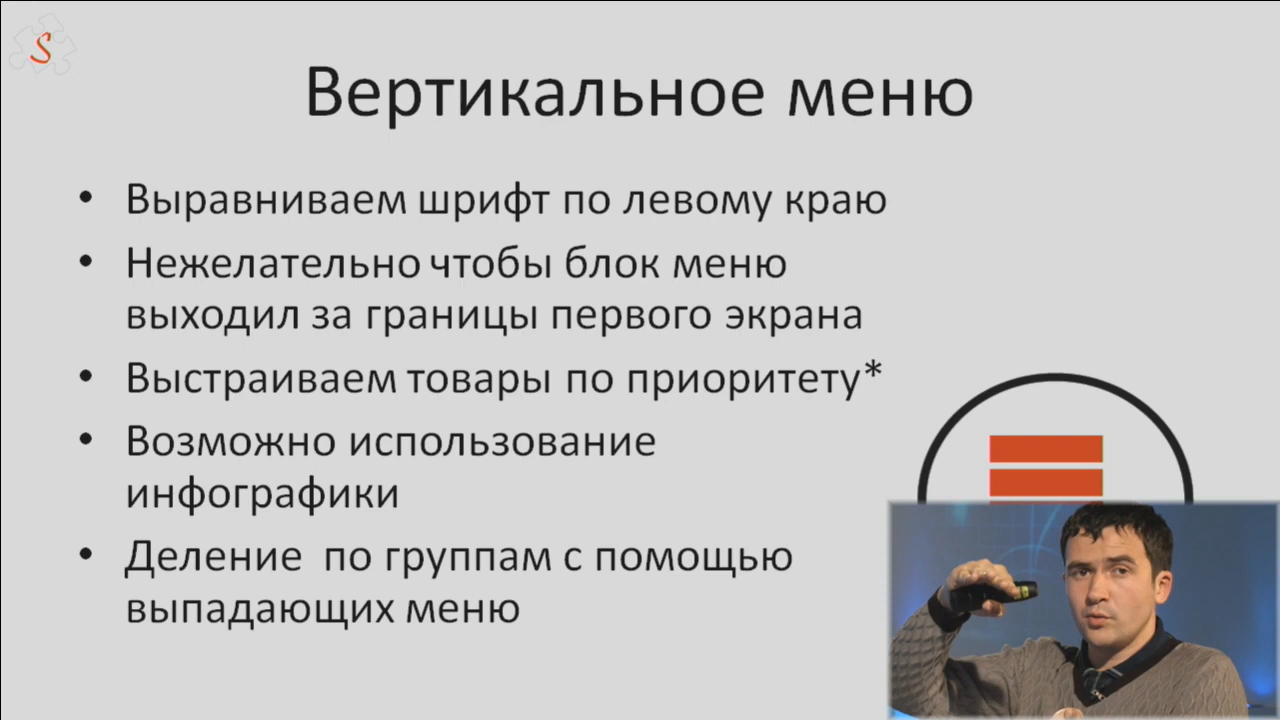 S
Вертикальное меню
• Выравниваем шрифт по левому краю
• Нежелательно чтобы блок меню
выходил за границы первого экрана
• Выстраиваем товары по приоритету*
• Возможно использование
инфографики
• Деление по группам с помощью
выпадающих меню